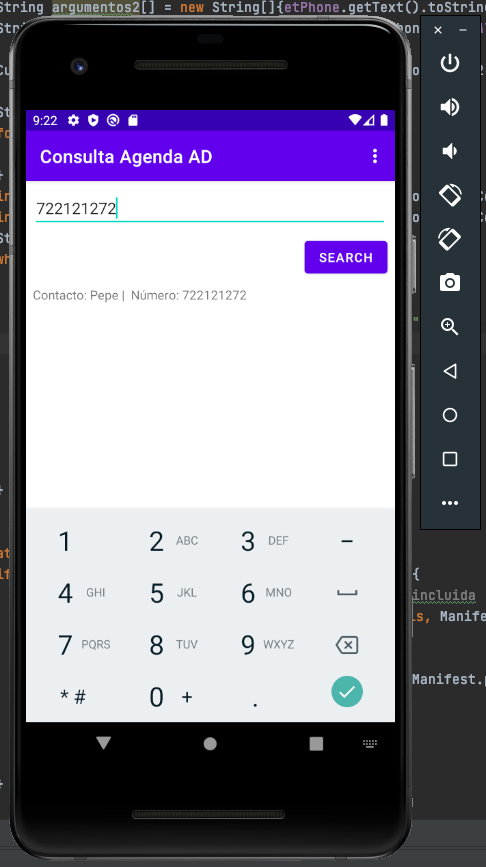 String argumentos2[] = new String[]{etPhone.getText().toString
9:22
Consulta Agenda AD
722121272
SEARCH
Contacto: Pepe | Número: 722121272
1 2 ABC 3 DEF –
4 GHI 5 JKL 6 MNO
7 PQRS 8 TUV 9 WXYZ
* # 0 + .
{
incluida
s, Manife
Manifest.p